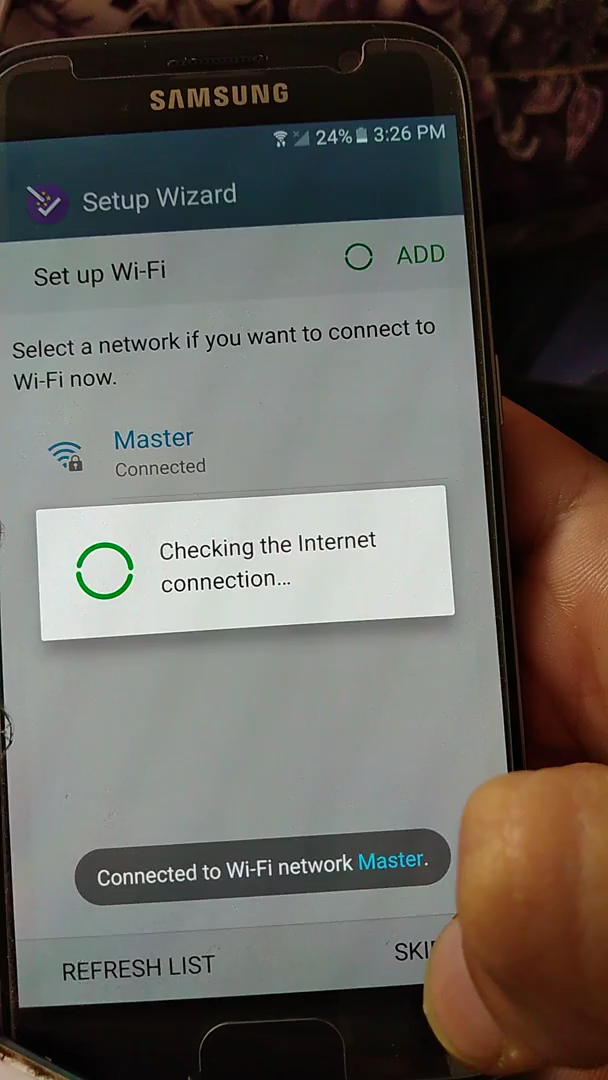 SAMSUNG
24% 3:26 PM
Setup Wizard
Set up Wi-Fi
ADD
Select a network if you want to connect to
Wi-Fi now.
Master
Connected
Checking the Internet
connection...
Connected to Wi-Fi network Master.
REFRESH LIST